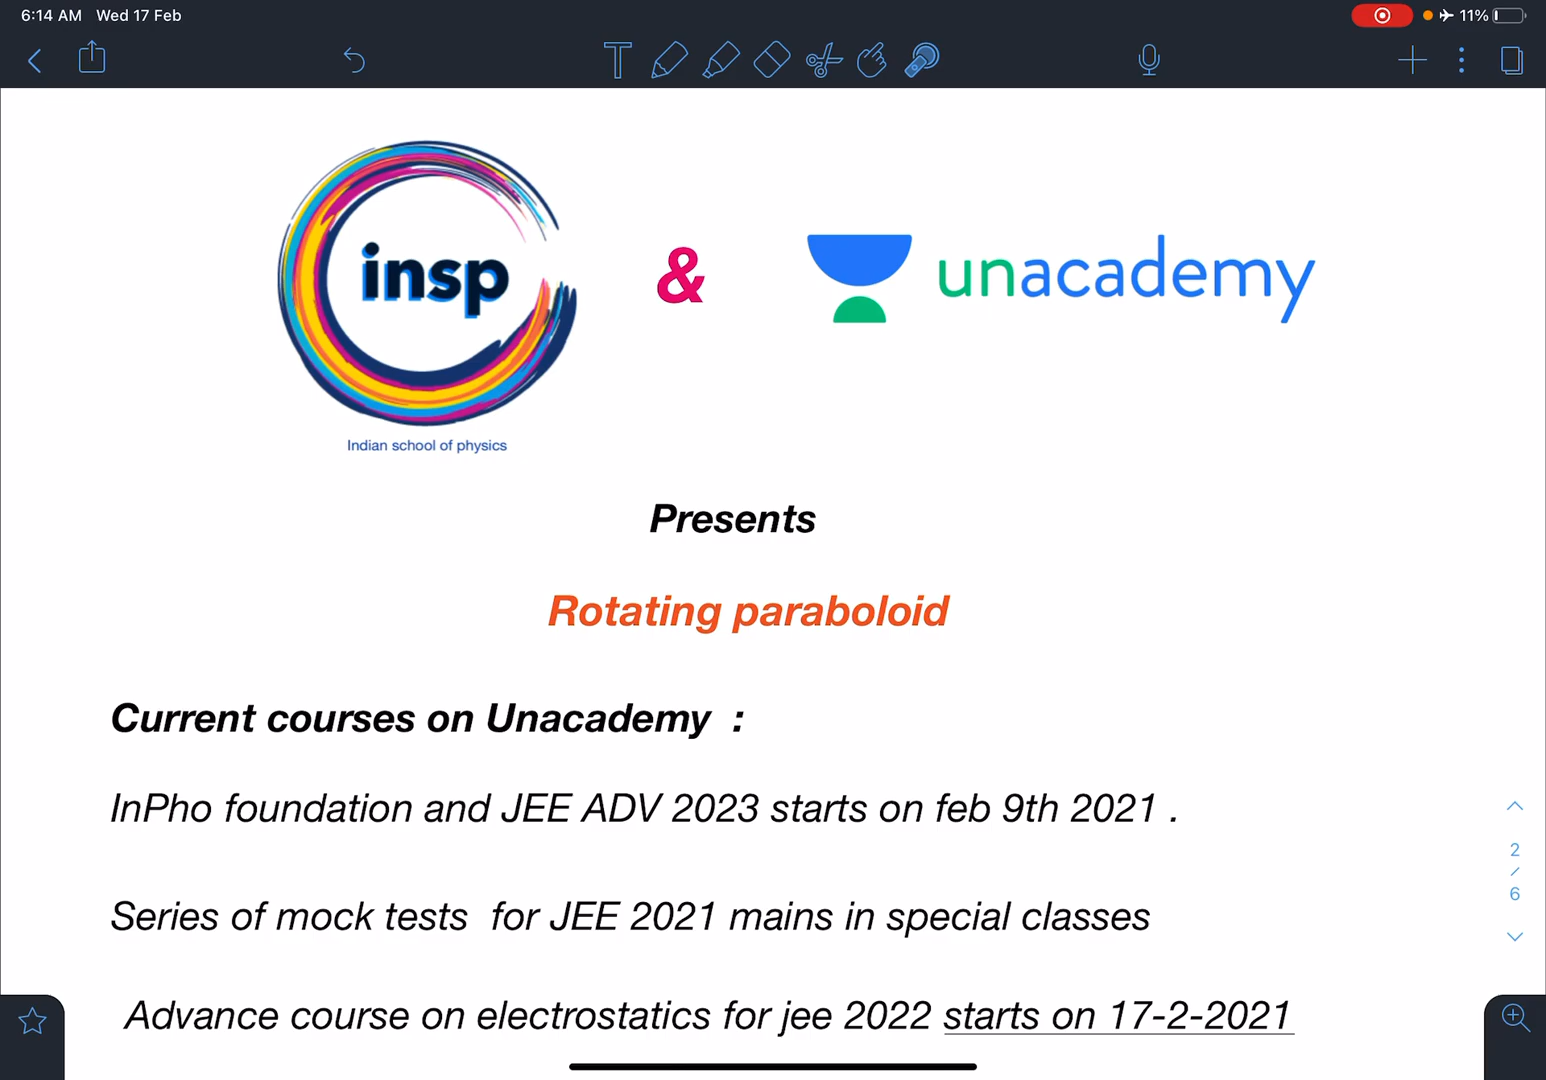 6:14 AM Wed 17 Feb
11%
insp
&
unacademy
Indian school of physics
Presents
Rotating paraboloid
Current courses on Unacademy :
InPho foundation and JEE ADV 2023 starts on feb 9th 2021 .
2
/
6
Series of mock tests for JEE 2021 mains in special classes
Advance course on electrostatics for jee 2022 starts on 17-2-2021